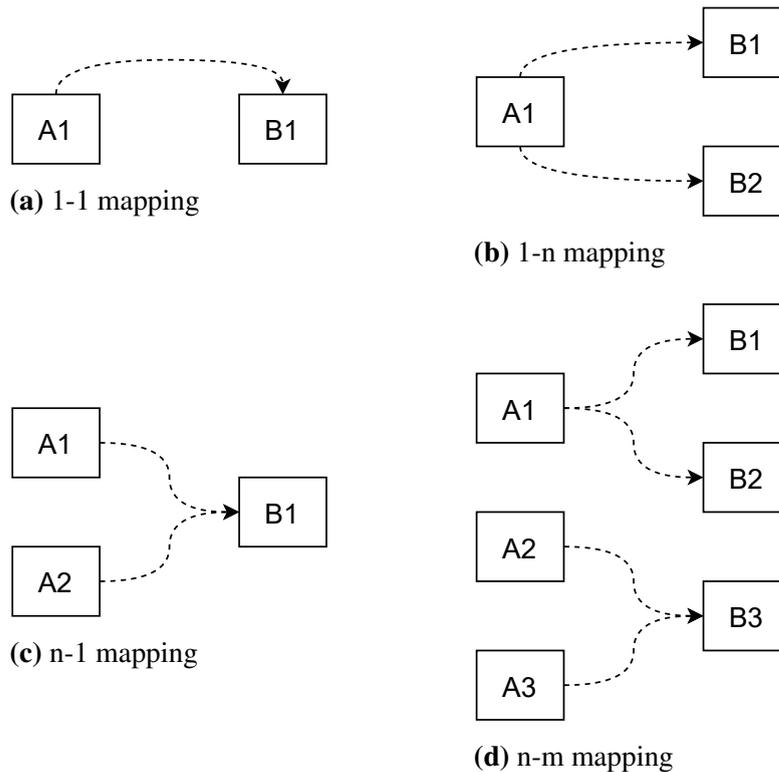 A1
B1
(a) 1-1 mapping
B1
A1
B2
(b) 1-n mapping
A1
B1
A2
(c) n-1 mapping
B1
A1
B2
A2
B3
A3
(d) n-m mapping